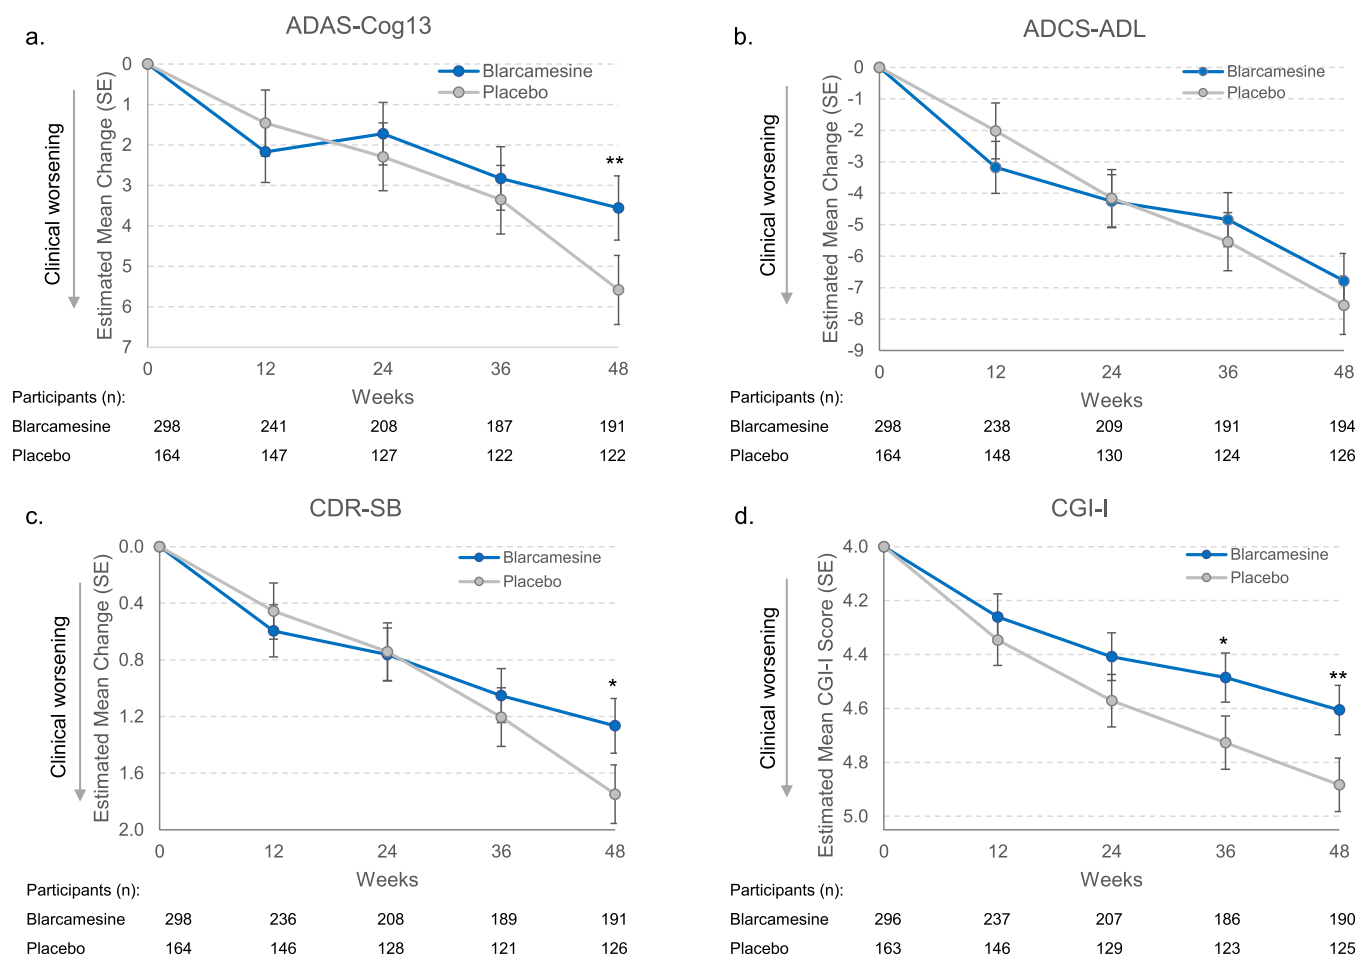 a.
ADAS-Cog13
Clinical worsening
Estimated Mean Change (SE)
0
1
2
3
4
5
6
7
Blarcamesine
Placebo
**
0 12 24 36 48
Weeks
Participants (n):
Blarcamesine 298 241 208 187 191
Placebo 164 147 127 122 122
b.
ADCS-ADL
Clinical worsening
Estimated Mean Change (SE)
0
-1
-2
-3
-4
-5
-6
-7
-8
-9
Blarcamesine
Placebo
0 12 24 36 48
Weeks
Participants (n):
Blarcamesine 298 238 209 191 194
Placebo 164 148 130 124 126
c.
CDR-SB
Clinical worsening
Estimated Mean Change (SE)
0.0
0.4
0.8
1.2
1.6
2.0
Blarcamesine
Placebo
*
0 12 24 36 48
Weeks
Participants (n):
Blarcamesine 298 236 208 189 191
Placebo 164 146 128 121 126
d.
CGI-I
Clinical worsening
Estimated Mean CGI-I Score (SE)
4.0
4.2
4.4
4.6
4.8
5.0
Blarcamesine
Placebo
*
**
0 12 24 36 48
Weeks
Participants (n):
Blarcamesine 296 237 207 186 190
Placebo 163 146 129 123 125